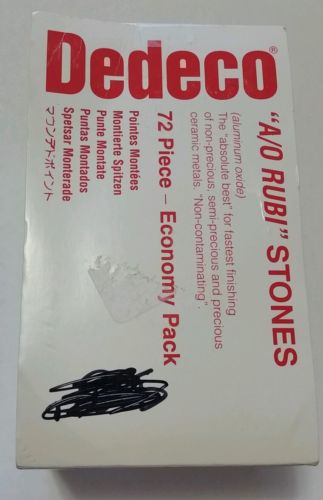 Dedeco®
"A/O RUBI" STONES
(aluminum oxide)
The "absolute best" for fastest finishing
of non-precious, semi-precious and precious
ceramic metals. "Non-contaminating".
72 Piece – Economy Pack
Pointes Montées
Montierte Spitzen
Punte Montate
Puntas Montados
Spetsar Monterade
マウンテドポイント